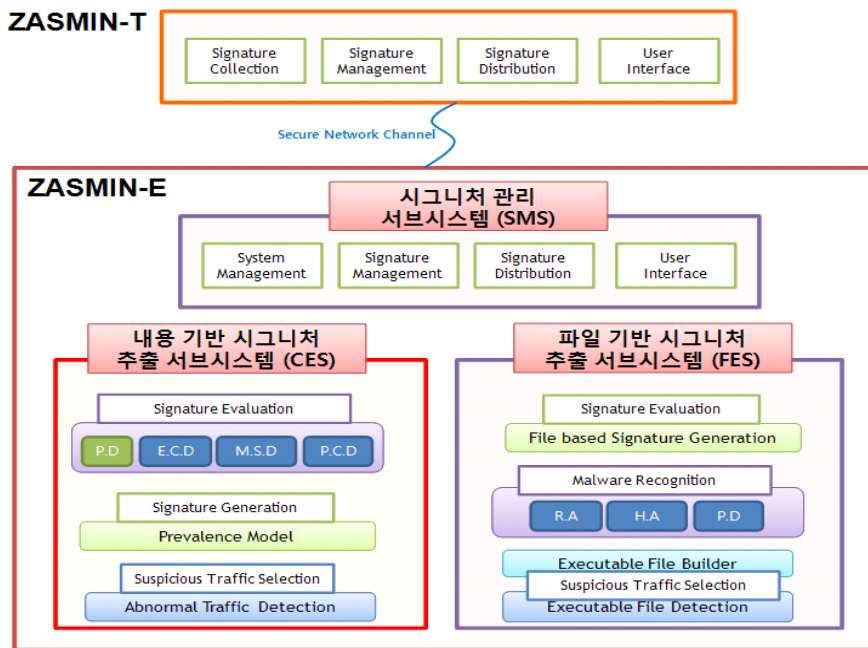 ZASMIN-T
Signature
Collection
Signature
Management
Signature
Distribution
User
Interface
Secure Network Channel
ZASMIN-E
시그니처 관리
서브시스템 (SMS)
System
Management
Signature
Management
Signature
Distribution
User
Interface
내용 기반 시그니처
추출 서브시스템 (CES)
Signature Evaluation
P.D
E.C.D
M.S.D
P.C.D
Signature Generation
Prevalence Model
Suspicious Traffic Selection
Abnormal Traffic Detection
파일 기반 시그니처
추출 서브시스템 (FES)
Signature Evaluation
File based Signature Generation
Malware Recognition
R.A
H.A
P.D
Executable File Builder
Suspicious Traffic Selection
Executable File Detection